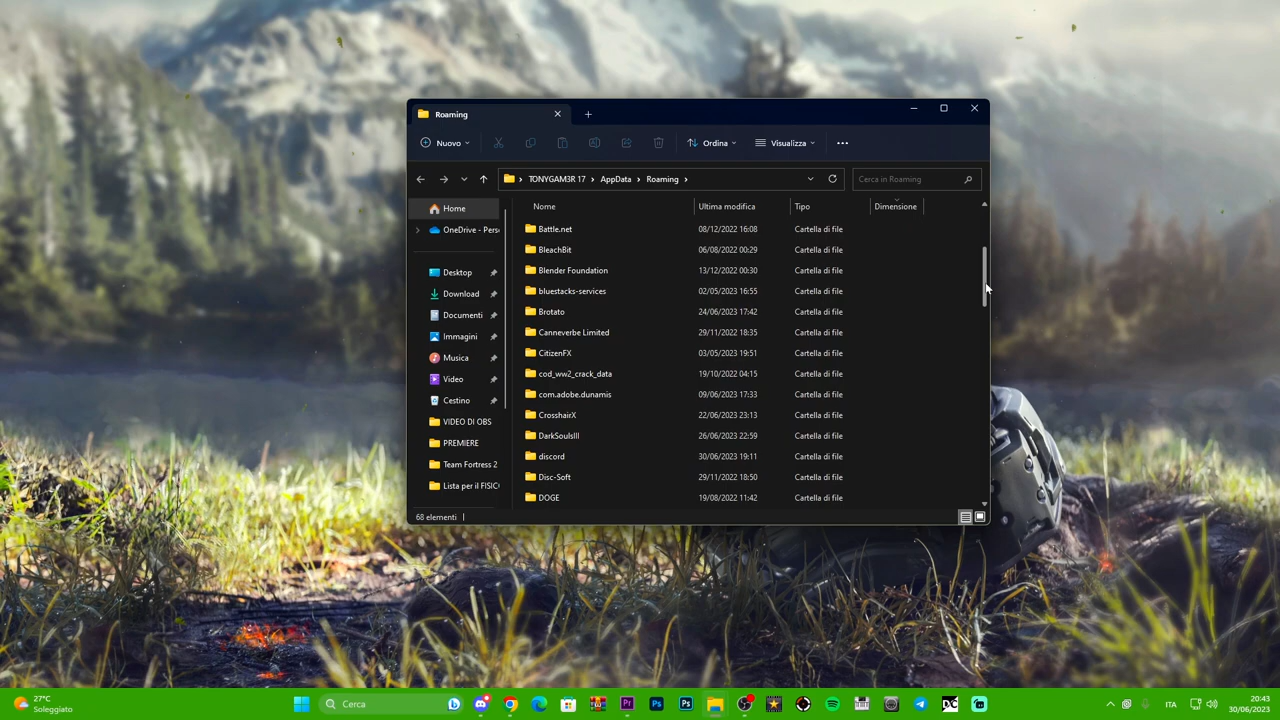 Roaming
Nuovo
Ordina
Visualizza
TONYGAM3R 17 > AppData > Roaming >
Cerca in Roaming
Nome Ultima modifica Tipo Dimensione
Home
OneDrive - Perso
Desktop
Download
Documenti
Immagini
Musica
Video
Cestino
VIDEO DI OBS
PREMIERE
Team Fortress 2
Lista per il FISICO
Battle.net 08/12/2022 16:08 Cartella di file
BleachBit 06/08/2022 00:29 Cartella di file
Blender Foundation 13/12/2022 00:30 Cartella di file
bluestacks-services 02/05/2023 16:55 Cartella di file
Brotato 24/06/2023 17:42 Cartella di file
Canneverbe Limited 29/11/2022 18:35 Cartella di file
CitizenFX 03/05/2023 19:51 Cartella di file
cod_ww2_crack_data 19/10/2022 04:15 Cartella di file
com.adobe.dunamis 09/06/2023 17:33 Cartella di file
CrosshairX 22/06/2023 23:13 Cartella di file
DarkSoulsIII 26/06/2023 22:59 Cartella di file
discord 30/06/2023 19:11 Cartella di file
Disc-Soft 29/11/2022 18:50 Cartella di file
DOGE 19/08/2022 11:42 Cartella di file
68 elementi
27°C
Soleggiato
Cerca
Pr
Ps
Ps
DC
ITA
20:43
30/06/2023